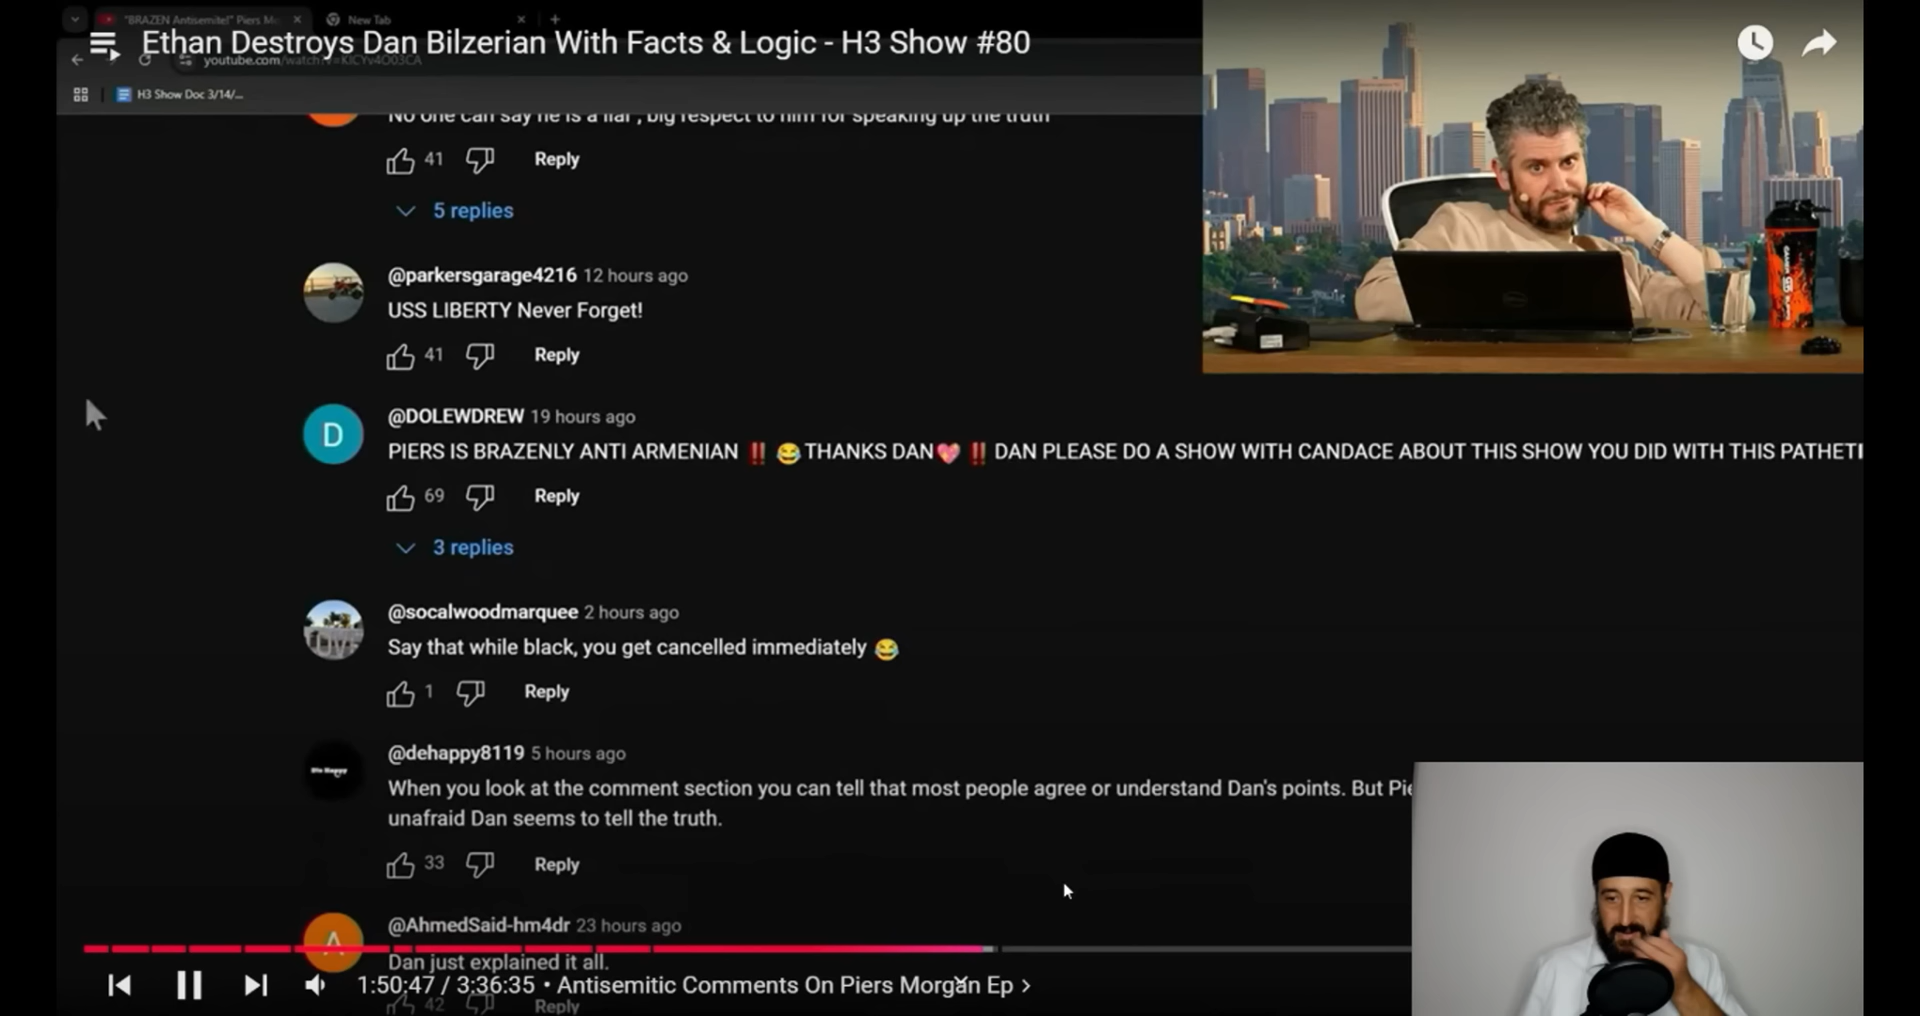 "BRAZEN Antisemite!" Piers Mo
New Tab
Ethan Destroys Dan Bilzerian With Facts & Logic - H3 Show #80
youtube.com/watch?v=KICYv4O03CA
H3 Show Doc 3/14/...
No one can say he is a liar , big respect to him for speaking up the truth
41
Reply
5 replies
@parkersgarage4216 12 hours ago
USS LIBERTY Never Forget!
41
Reply
D
@DOLEWDREW 19 hours ago
PIERS IS BRAZENLY ANTI ARMENIAN ‼️ 😂THANKS DAN💖 ‼️ DAN PLEASE DO A SHOW WITH CANDACE ABOUT THIS SHOW YOU DID WITH THIS PATHETI
69
Reply
3 replies
@socalwoodmarquee 2 hours ago
Say that while black, you get cancelled immediately 😂
1
Reply
@dehappy8119 5 hours ago
When you look at the comment section you can tell that most people agree or understand Dan's points. But Pie
unafraid Dan seems to tell the truth.
33
Reply
A
@AhmedSaid-hm4dr 23 hours ago
Dan just explained it all.
1:50:47 / 3:36:35 • Antisemitic Comments On Piers Morgan Ep
42
Reply